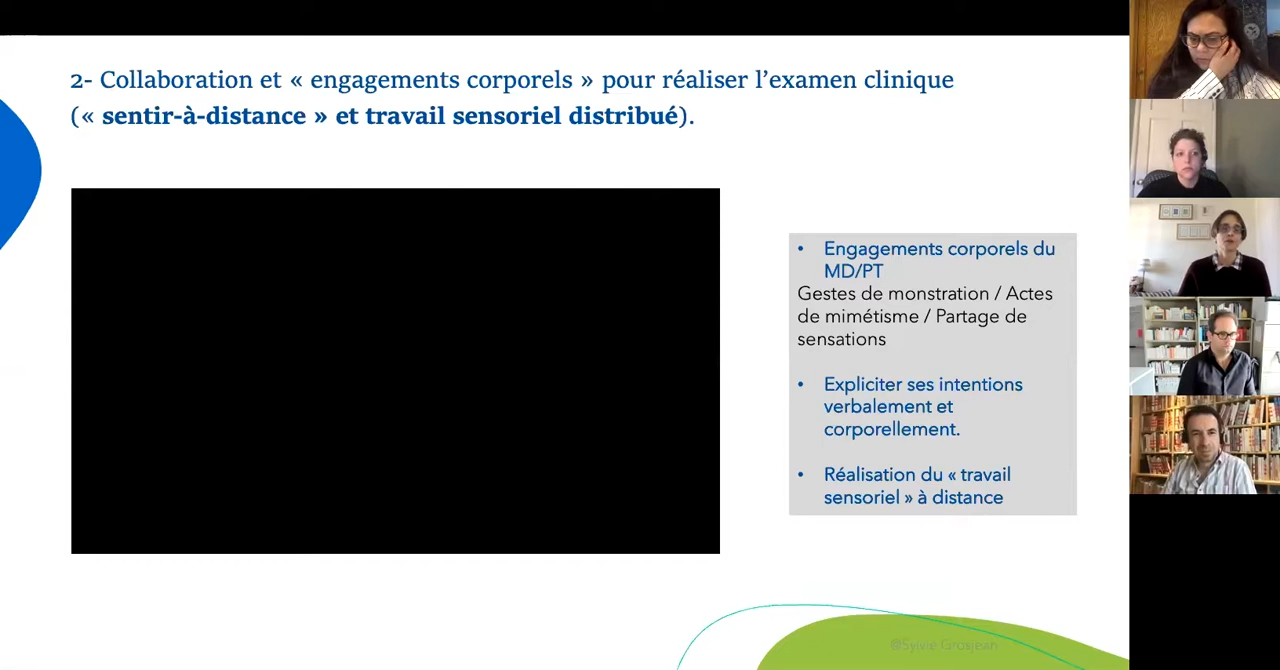 2- Collaboration et « engagements corporels » pour réaliser l’examen clinique
(« sentir-à-distance » et travail sensoriel distribué).
• Engagements corporels du
MD/PT
Gestes de monstration / Actes
de mimétisme / Partage de
sensations
• Expliciter ses intentions
verbalement et
corporellement.
• Réalisation du « travail
sensoriel » à distance
@Sylvie Grosjean